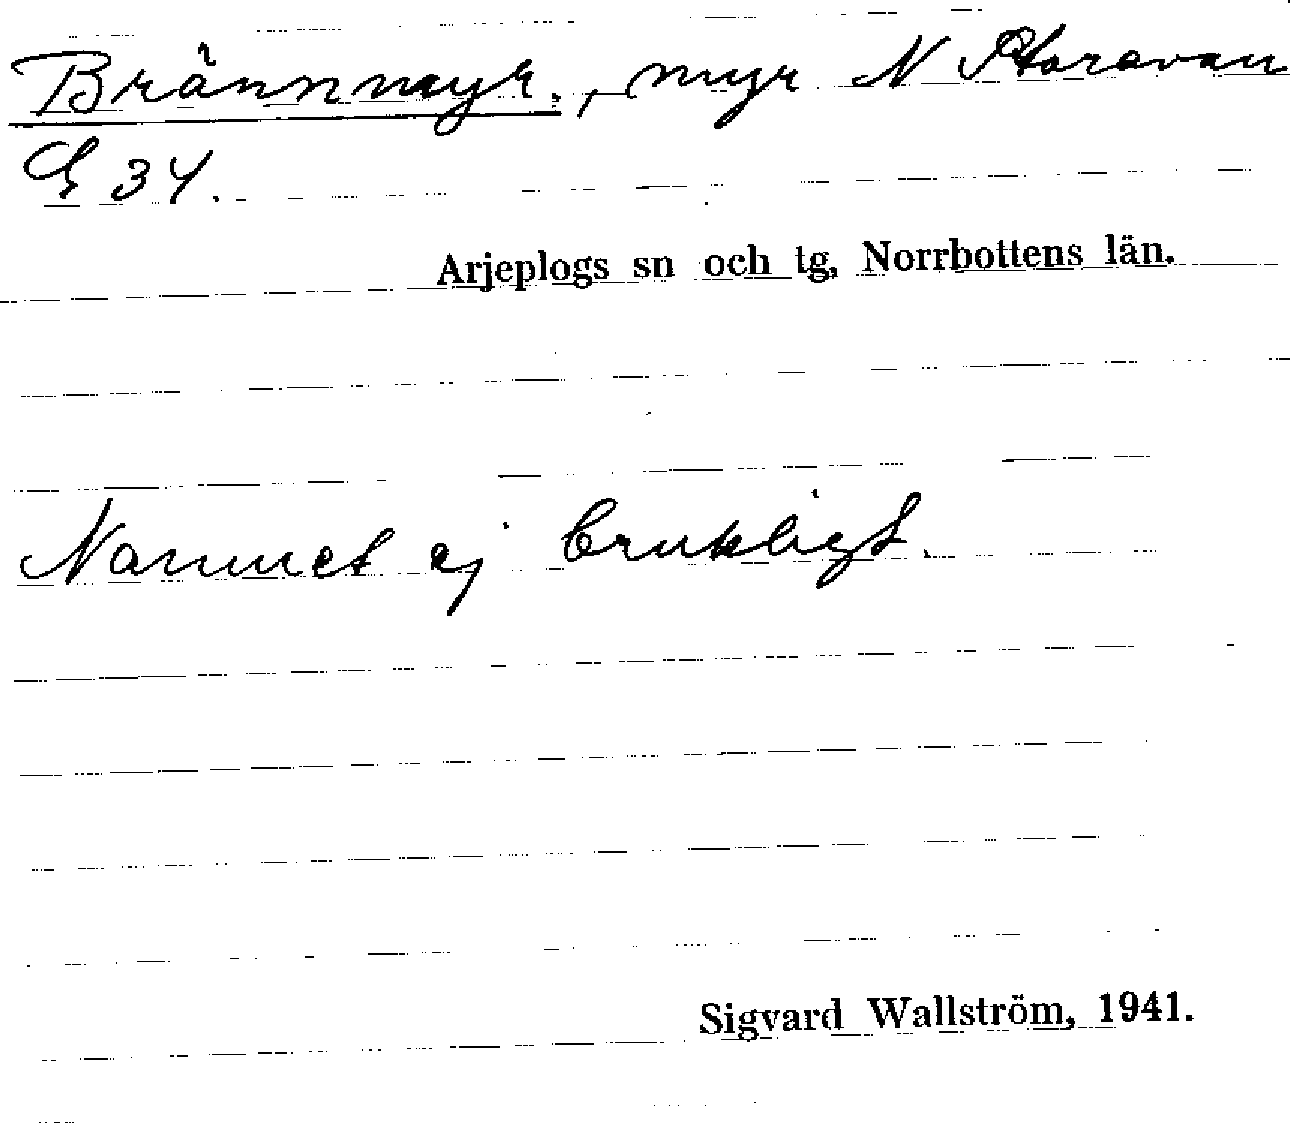 Brännmyr., myr N Storavan
G 34.
Arjeplogs sn och tg, Norrbottens län.
Namnet ej brukligt.
Sigvard Wallström, 1941.